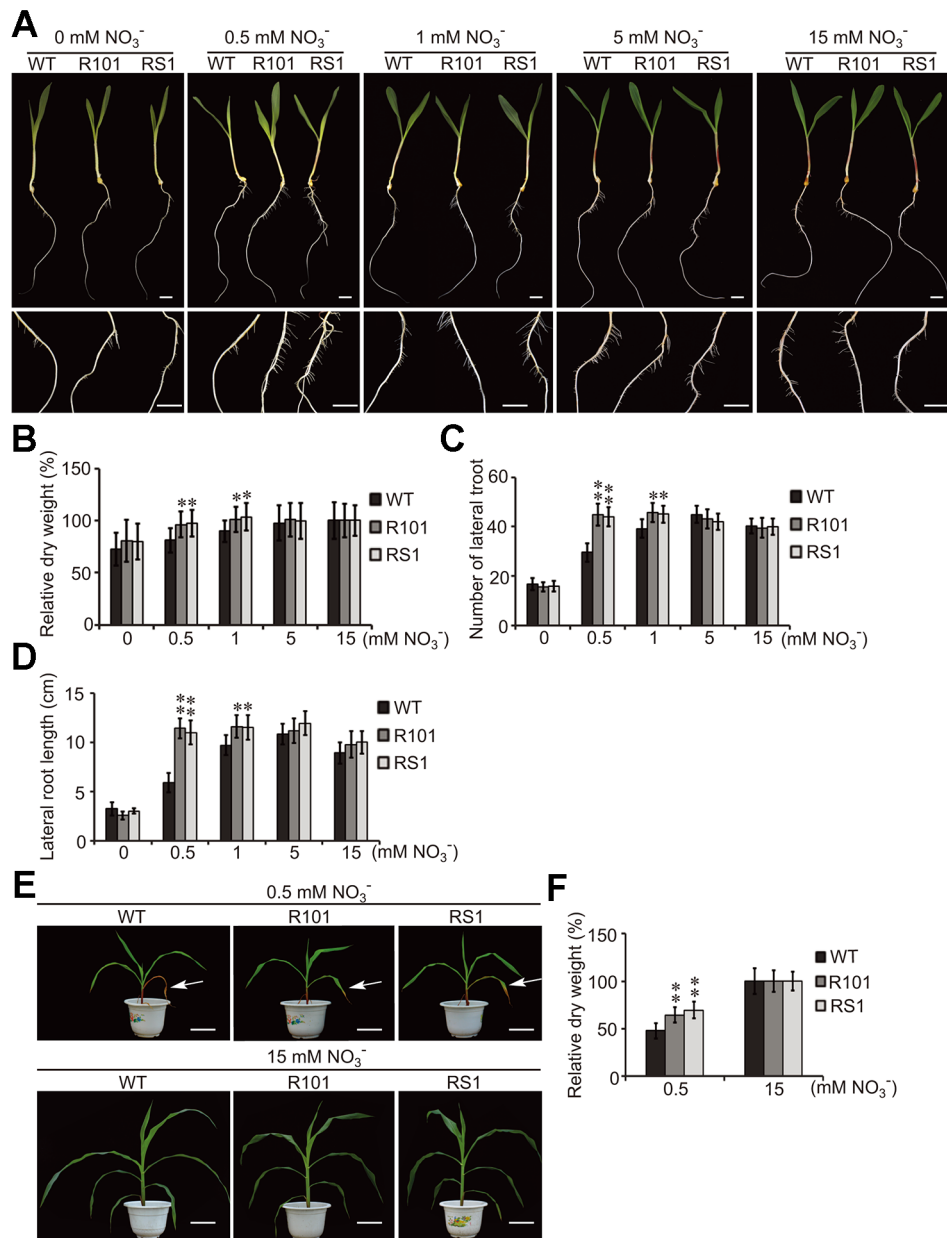 A
0 mM NO₃⁻ 0.5 mM NO₃⁻ 1 mM NO₃⁻ 5 mM NO₃⁻ 15 mM NO₃⁻
WT R101 RS1 WT R101 RS1 WT R101 RS1 WT R101 RS1 WT R101 RS1
B
Relative dry weight (%)
150
100
50
0
** **
WT
R101
RS1
0 0.5 1 5 15 (mM NO₃⁻)
C
Number of lateral troot
60
40
20
0
** ** **
WT
R101
RS1
0 0.5 1 5 15 (mM NO₃⁻)
D
Lateral root length (cm)
15
10
5
0
** ** **
WT
R101
RS1
0 0.5 1 5 15 (mM NO₃⁻)
E
0.5 mM NO₃⁻
WT R101 RS1
15 mM NO₃⁻
WT R101 RS1
F
Relative dry weight (%)
150
100
50
0
** **
WT
R101
RS1
0.5 15 (mM NO₃⁻)